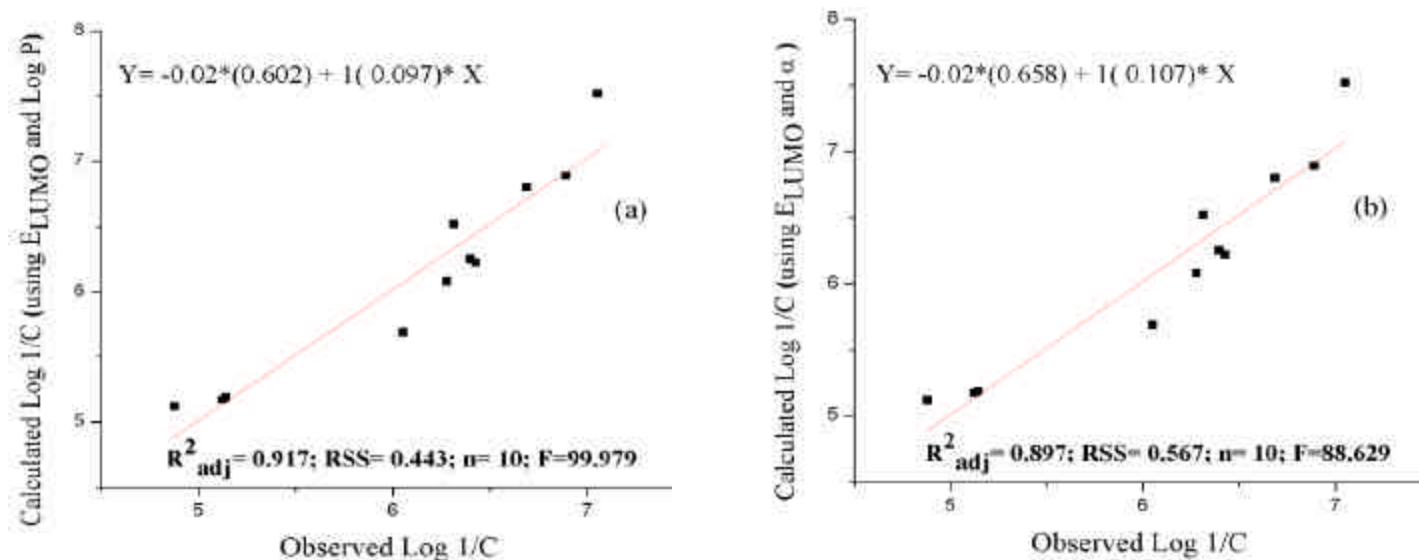 Calculated Log 1/C (using E_LUMO and Log P)
8
7
6
5
Y= -0.02*(0.602) + 1( 0.097)* X
(a)
R²adj= 0.917; RSS= 0.443; n= 10; F=99.979
5 6 7
Observed Log 1/C
Calculated Log 1/C (using E_LUMO and α )
8
7
6
5
Y= -0.02*(0.658) + 1( 0.107)* X
(b)
R²adj= 0.897; RSS= 0.567; n= 10; F=88.629
5 6 7
Observed Log 1/C